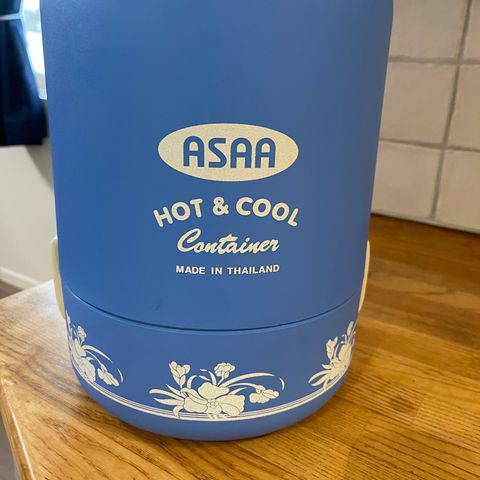 ASAA
HOT & COOL
Container
MADE IN THAILAND